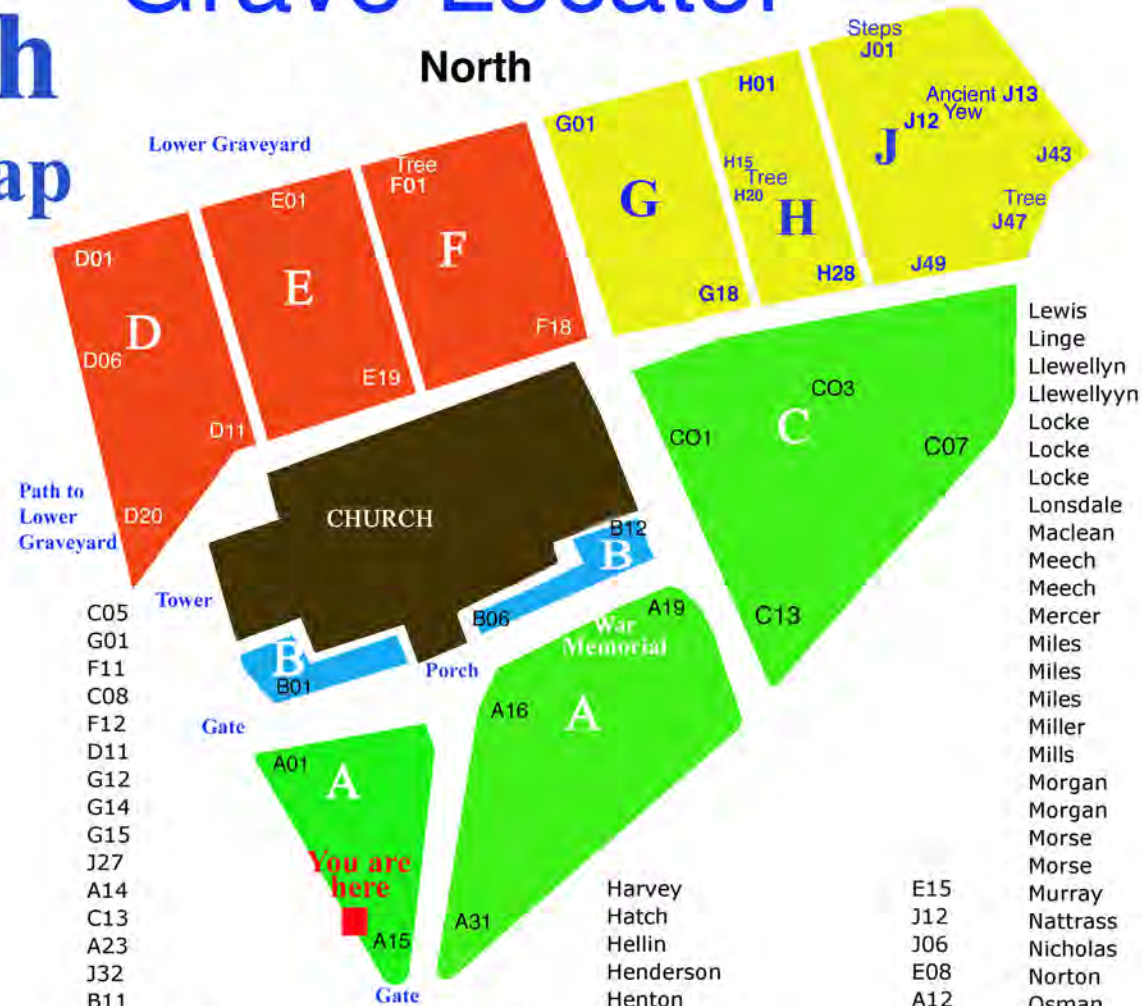 Grave Locator
h
ap
North
Steps
J01
H01
Ancient J13
Yew
J12
G01
J
J43
Lower Graveyard
Tree
F01
H15
Tree
H20
G
H
Tree
J47
E01
F
D01
E
J49
H28
G18
D
F18
D06
E19
D11
CO3
C
CO1
C07
Path to
Lower
Graveyard
D20
CHURCH
B12
B
Tower
B06
A19
War
Memorial
C13
B
B01
Porch
A16
A
Gate
A01
A
You are
here
A31
A15
Gate
C05
G01
F11
C08
F12
D11
G12
G14
G15
J27
A14
C13
A23
J32
B11
Harvey E15
Hatch J12
Hellin J06
Henderson E08
Henton A12
Lewis
Linge
Llewellyn
Llewellyyn
Locke
Locke
Locke
Lonsdale
Maclean
Meech
Meech
Mercer
Miles
Miles
Miles
Miller
Mills
Morgan
Morgan
Morse
Morse
Murray
Nattrass
Nicholas
Norton
Osman